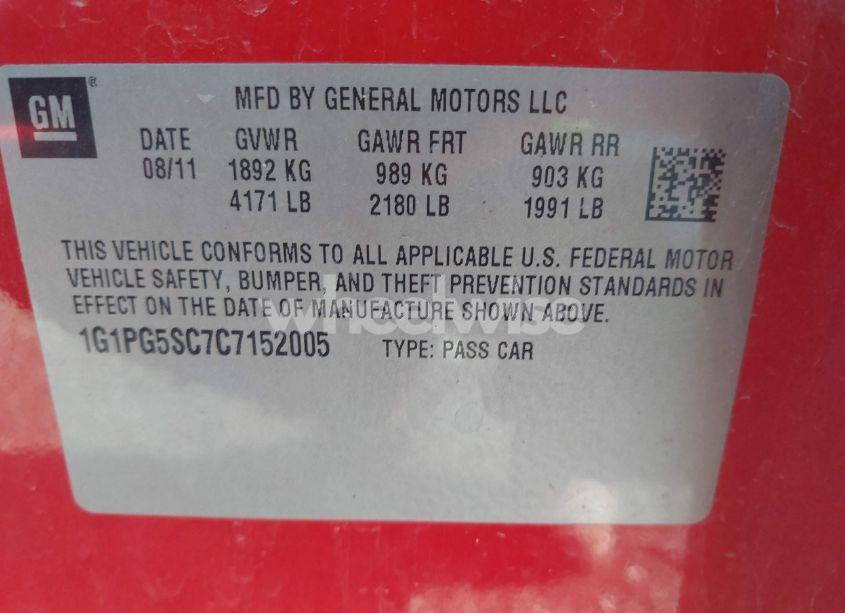 GM®
MFD BY GENERAL MOTORS LLC
DATE GVWR GAWR FRT GAWR RR
08/11 1892 KG 989 KG 903 KG
4171 LB 2180 LB 1991 LB
THIS VEHICLE CONFORMS TO ALL APPLICABLE U.S. FEDERAL MOTOR
VEHICLE SAFETY, BUMPER, AND THEFT PREVENTION STANDARDS IN
EFFECT ON THE DATE OF MANUFACTURE SHOWN ABOVE.
wheelwise
1G1PG5SC7C7152005 TYPE: PASS CAR